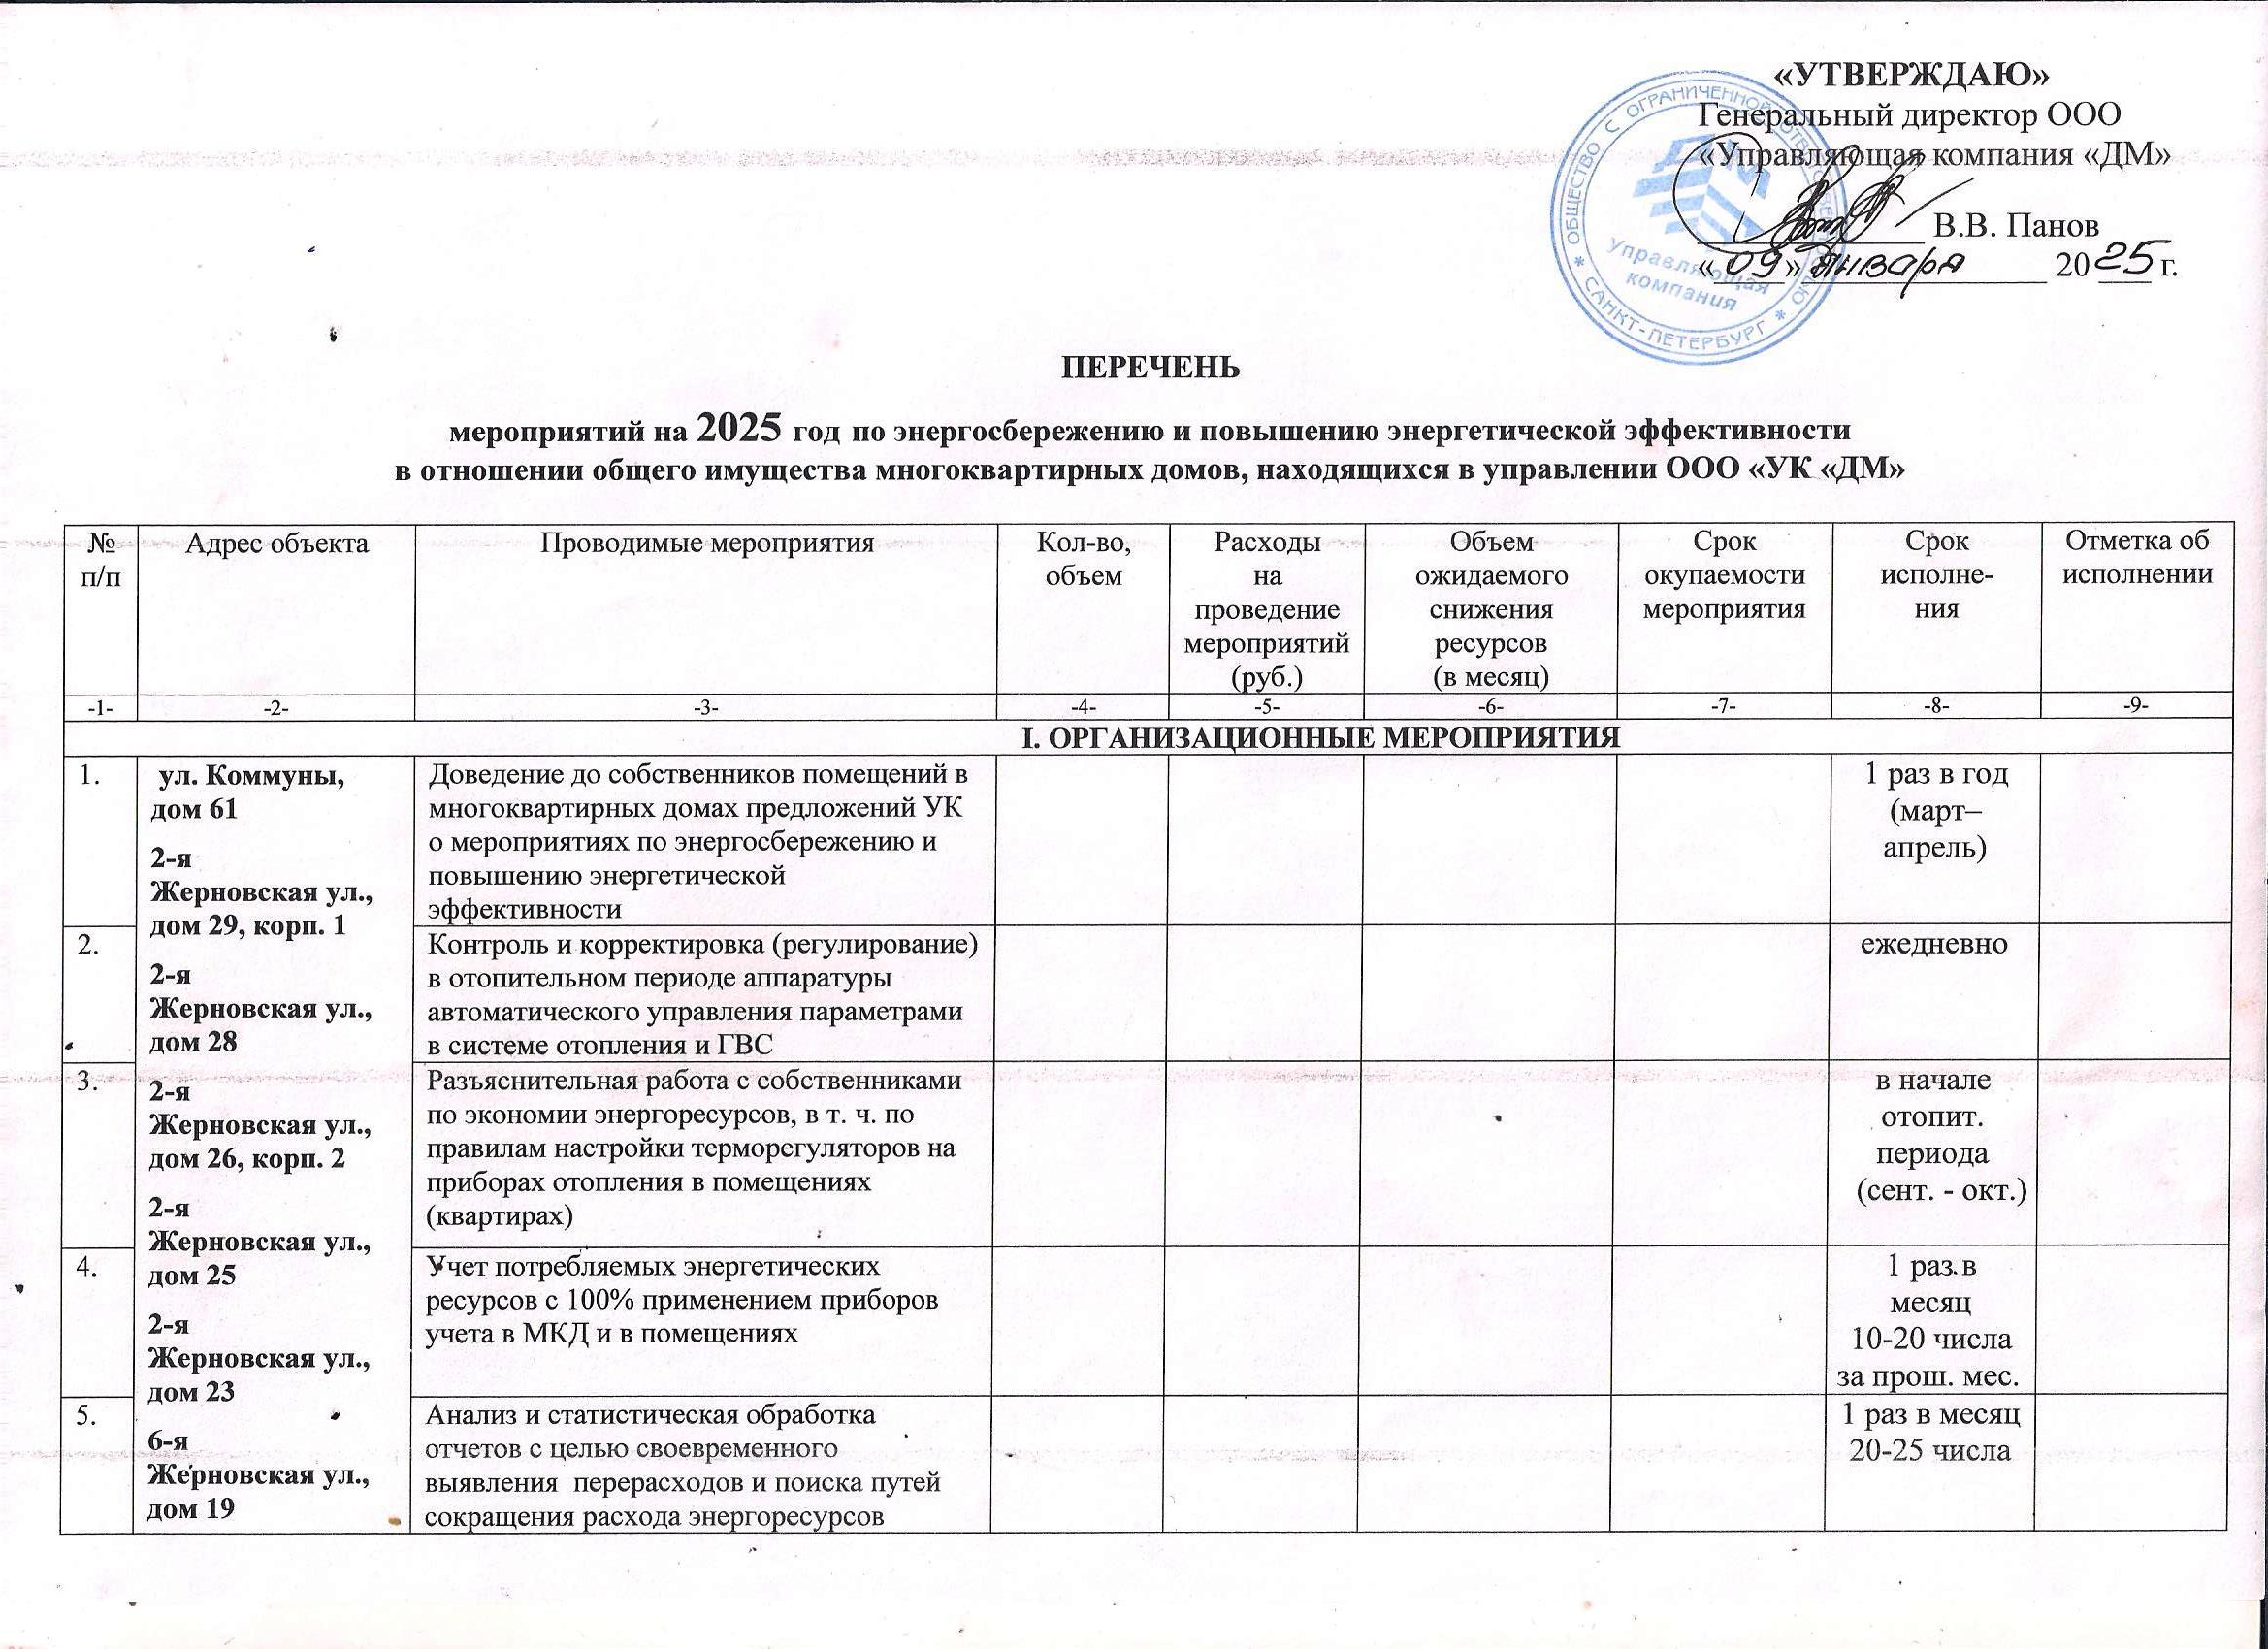 «УТВЕРЖДАЮ»
Генеральный директор ООО
«Управляющая компания «ДМ»
В.В. Панов
«09» января 2025 г.
ОБЩЕСТВО С ОГРАНИЧЕННОЙ ОТВЕТСТВЕННОСТЬЮ
* САНКТ-ПЕТЕРБУРГ *
ДМ
Управляющая
компания
ПЕРЕЧЕНЬ
мероприятий на 2025 год по энергосбережению и повышению энергетической эффективности
в отношении общего имущества многоквартирных домов, находящихся в управлении ООО «УК «ДМ»
№
п/п
Адрес объекта
Проводимые мероприятия
Кол-во,
объем
Расходы
на
проведение
мероприятий
(руб.)
Объем
ожидаемого
снижения
ресурсов
(в месяц)
Срок
окупаемости
мероприятия
Срок
исполне-
ния
Отметка об
исполнении
-1-
-2-
-3-
-4-
-5-
-6-
-7-
-8-
-9-
I. ОРГАНИЗАЦИОННЫЕ МЕРОПРИЯТИЯ
ул. Коммуны,
дом 61
2-я
Жерновская ул.,
дом 29, корп. 1
2-я
Жерновская ул.,
дом 28
2-я
Жерновская ул.,
дом 26, корп. 2
2-я
Жерновская ул.,
дом 25
2-я
Жерновская ул.,
дом 23
6-я
Жерновская ул.,
дом 19
1.
Доведение до собственников помещений в
многоквартирных домах предложений УК
о мероприятиях по энергосбережению и
повышению энергетической
эффективности
1 раз в год
(март–
апрель)
2.
Контроль и корректировка (регулирование)
в отопительном периоде аппаратуры
автоматического управления параметрами
в системе отопления и ГВС
ежедневно
3.
Разъяснительная работа с собственниками
по экономии энергоресурсов, в т. ч. по
правилам настройки терморегуляторов на
приборах отопления в помещениях
(квартирах)
в начале
отопит.
периода
(сент. - окт.)
4.
Учет потребляемых энергетических
ресурсов с 100% применением приборов
учета в МКД и в помещениях
1 раз в
месяц
10-20 числа
за прош. мес.
5.
Анализ и статистическая обработка
отчетов с целью своевременного
выявления перерасходов и поиска путей
сокращения расхода энергоресурсов
1 раз в месяц
20-25 числа